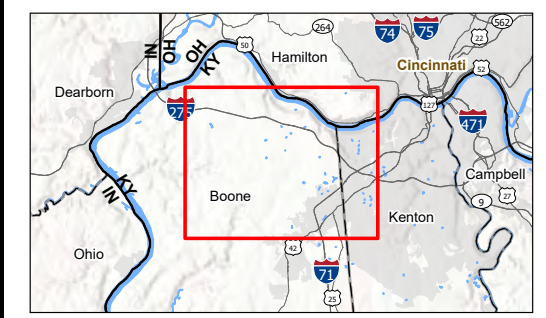 264
74
75
562
22
50
Hamilton
IN
OH
OH
KY
Cincinnati
52
Dearborn
275
127
471
Campbell
KY
IN
Boone
9
27
Kenton
Ohio
42
71
25